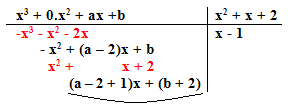 x³ + 0.x² + ax +b x² + x + 2
-x³ - x² - 2x x - 1
- x² + (a – 2)x + b
x² + x + 2
(a – 2 + 1)x + (b + 2)